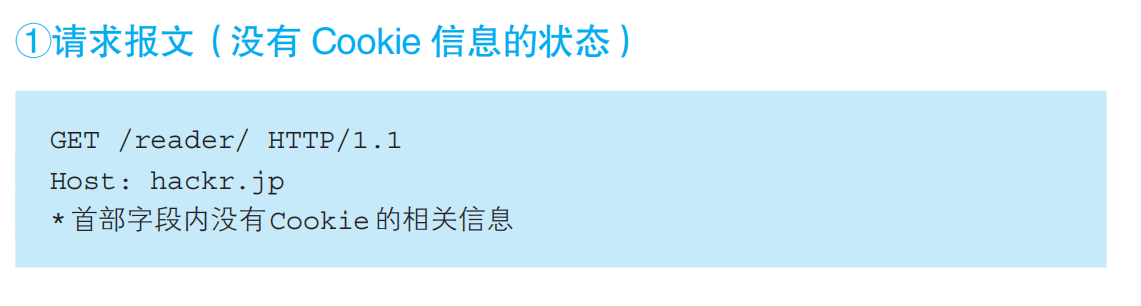 ①请求报文（没有 Cookie 信息的状态）
GET /reader/ HTTP/1.1
Host: hackr.jp
*首部字段内没有Cookie的相关信息